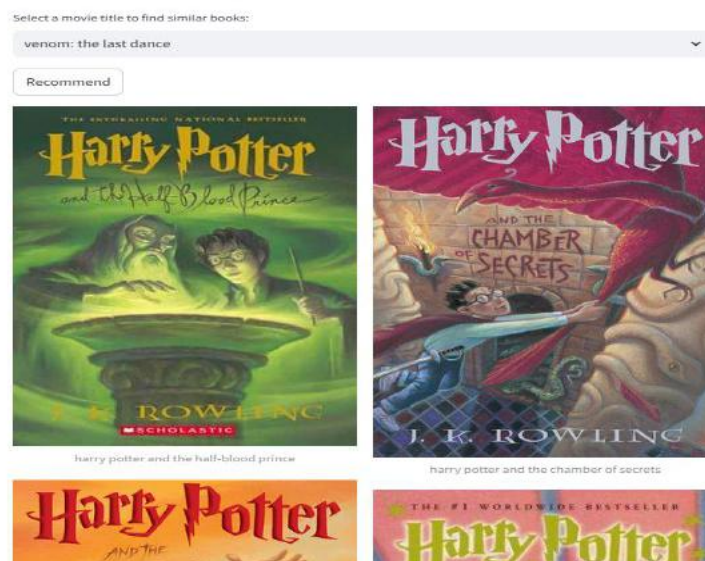 Select a movie title to find similar books:
venom: the last dance
Recommend
THE INTOXICATING NATIONAL BESTSELLER
Harry Potter
and the Half-Blood Prince
J. K. ROWLING
SCHOLASTIC
harry potter and the half-blood prince
Harry Potter
AND THE
CHAMBER
OF
SECRETS
J. K. ROWLING
harry potter and the chamber of secrets
Harry Potter
AND THE
THE #1 WORLDWIDE BESTSELLER
Harry Potter